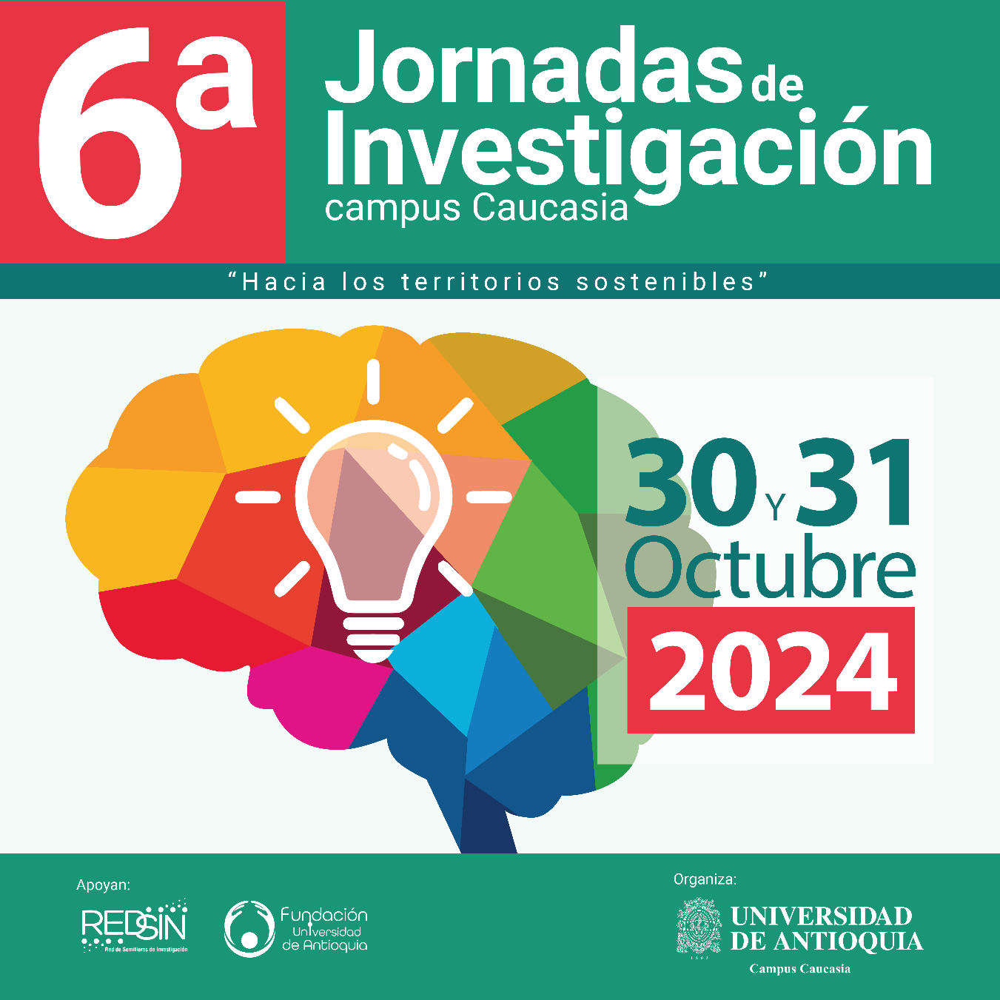 6a
Jornadas de
Investigación
campus Caucasia
“Hacia los territorios sostenibles”
30 Y 31
Octubre
2024
Apoyan:
REDSIN
Red de Semilleros de Investigación
Fundación
Universidad
de Antioquia
Organiza:
UNIVERSIDAD
DE ANTIOQUIA
1803
Campus Caucasia